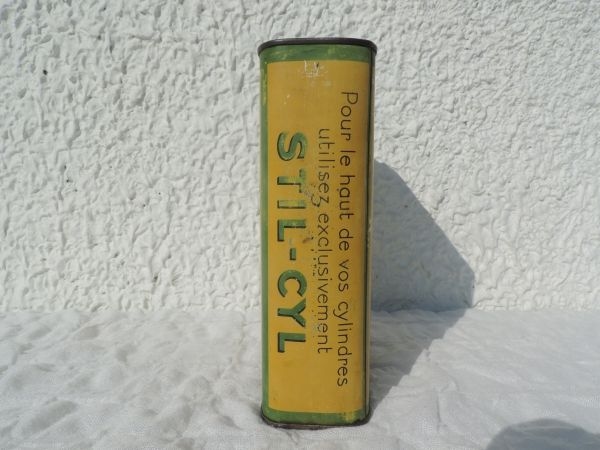 Pour le haut de vos cylindres
utilisez exclusivement
STIL-CYL